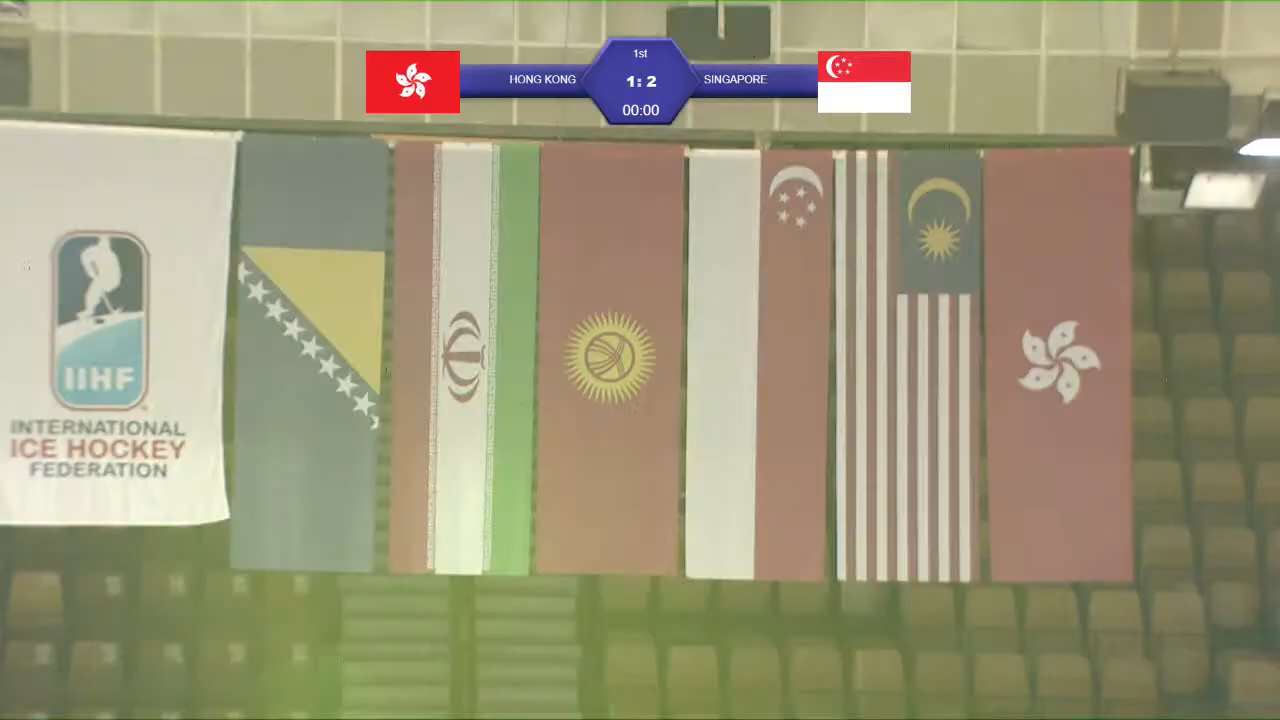 1st
HONG KONG 1: 2 SINGAPORE
00:00
IIHF
INTERNATIONAL
ICE HOCKEY
FEDERATION